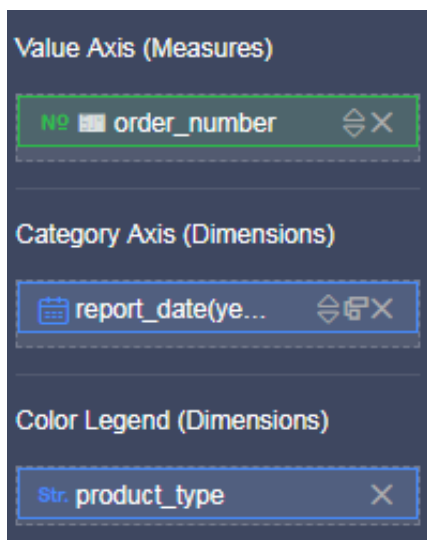 Value Axis (Measures)
Nº order_number
Category Axis (Dimensions)
report_date(ye...
Color Legend (Dimensions)
Str. product_type